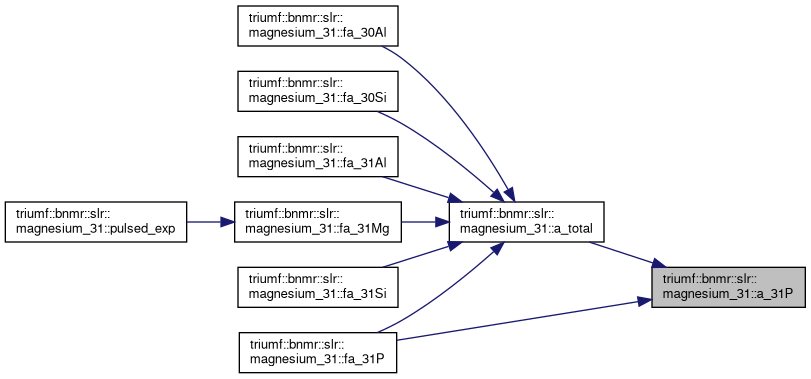 triumf::bnmr::slr::
magnesium_31::fa_30Al
triumf::bnmr::slr::
magnesium_31::fa_30Si
triumf::bnmr::slr::
magnesium_31::fa_31Al
triumf::bnmr::slr::
magnesium_31::pulsed_exp
triumf::bnmr::slr::
magnesium_31::fa_31Mg
triumf::bnmr::slr::
magnesium_31::a_total
triumf::bnmr::slr::
magnesium_31::fa_31Si
triumf::bnmr::slr::
magnesium_31::a_31P
triumf::bnmr::slr::
magnesium_31::fa_31P